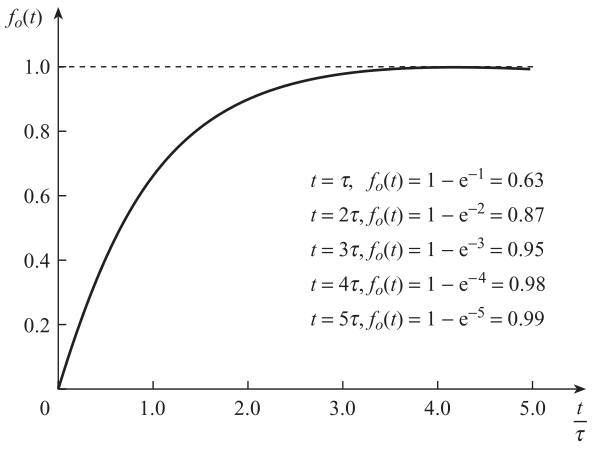 fₒ(t)
1.0
0.8
t = τ, fₒ(t) = 1 − e⁻¹ = 0.63
0.6
t = 2τ, fₒ(t) = 1 − e⁻² = 0.87
t = 3τ, fₒ(t) = 1 − e⁻³ = 0.95
0.4
t = 4τ, fₒ(t) = 1 − e⁻⁴ = 0.98
t = 5τ, fₒ(t) = 1 − e⁻⁵ = 0.99
0.2
0 1.0 2.0 3.0 4.0 5.0 t
τ